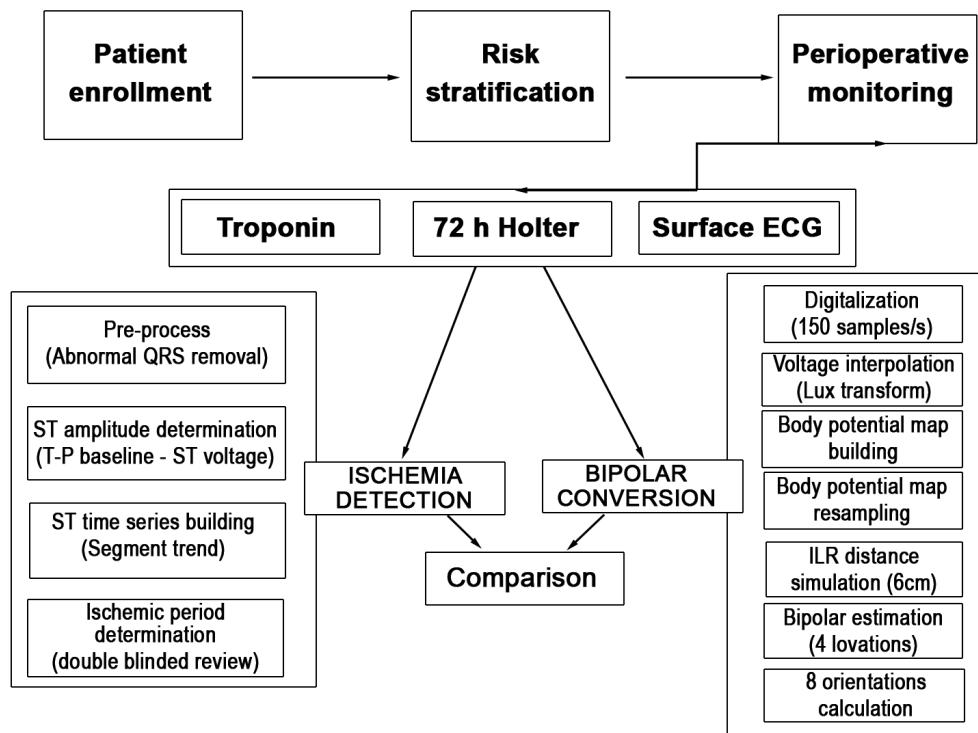 Patient
enrollment
Risk
stratification
Perioperative
monitoring
Troponin
72 h Holter
Surface ECG
Pre-process
(Abnormal QRS removal)
ST amplitude determination
(T-P baseline - ST voltage)
ST time series building
(Segment trend)
Ischemic period
determination
(double blinded review)
ISCHEMIA
DETECTION
BIPOLAR
CONVERSION
Comparison
Digitalization
(150 samples/s)
Voltage interpolation
(Lux transform)
Body potential map
building
Body potential map
resampling
ILR distance
simulation (6cm)
Bipolar estimation
(4 lovations)
8 orientations
calculation